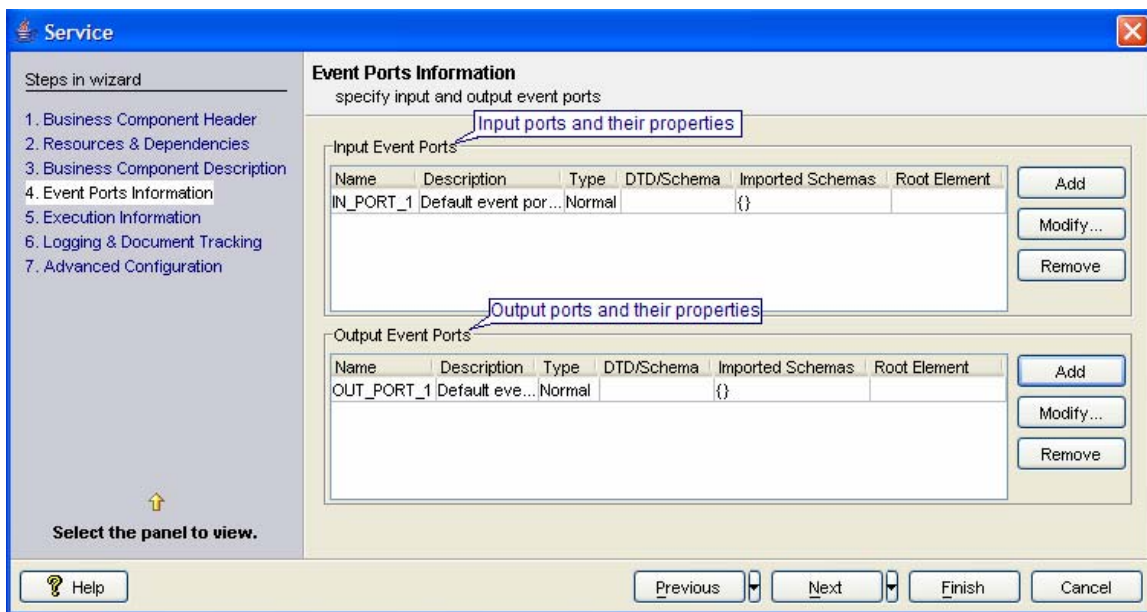 Service
Steps in wizard
1. Business Component Header
2. Resources & Dependencies
3. Business Component Description
4. Event Ports Information
5. Execution Information
6. Logging & Document Tracking
7. Advanced Configuration
Select the panel to view.
Event Ports Information
specify input and output event ports
Input ports and their properties
Input Event Ports
Name Description Type DTD/Schema Imported Schemas Root Element
IN_PORT_1 Default event por... Normal {}
Add
Modify...
Remove
Output ports and their properties
Output Event Ports
Name Description Type DTD/Schema Imported Schemas Root Element
OUT_PORT_1 Default eve... Normal {}
Add
Modify...
Remove
Help Previous Next Finish Cancel